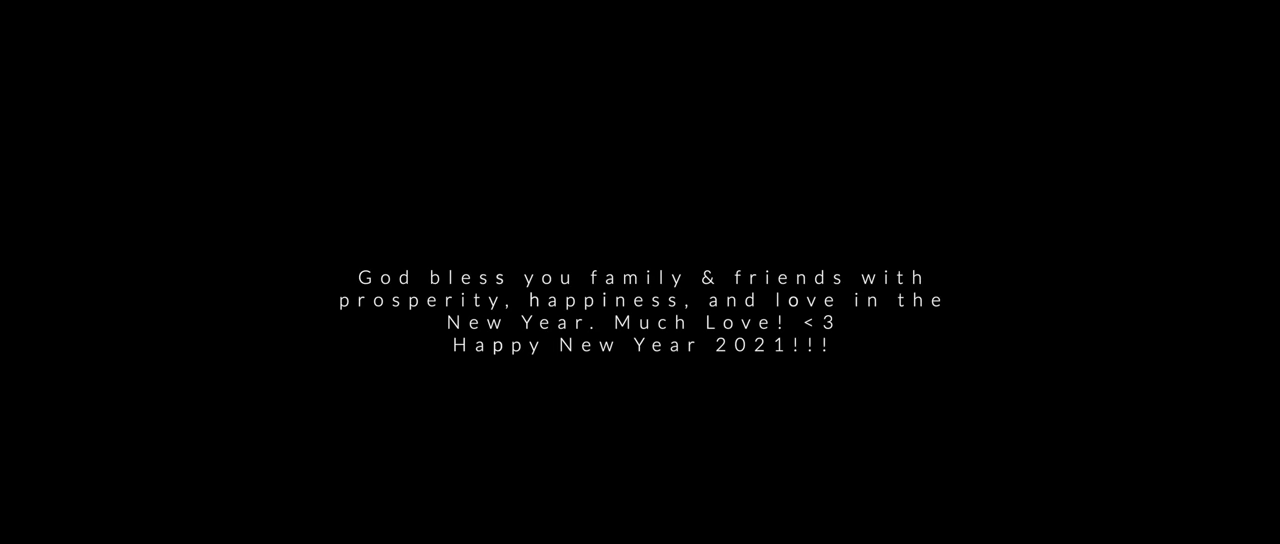 God bless you family & friends with
prosperity, happiness, and love in the
New Year. Much Love! <3
Happy New Year 2021!!!